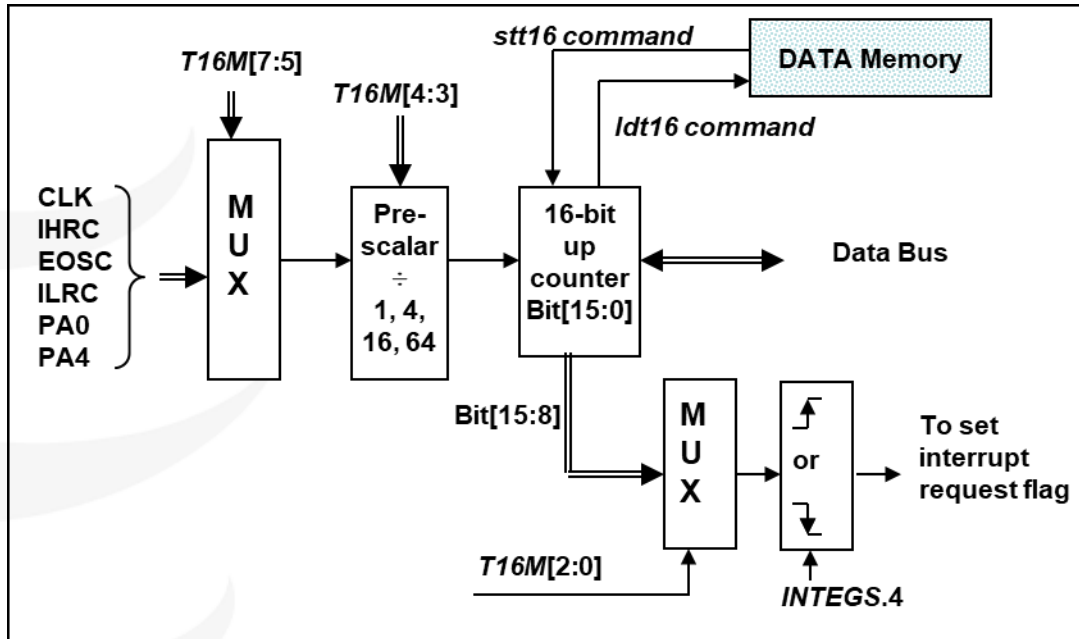 stt16 command
DATA Memory
T16M[7:5]
T16M[4:3]
ldt16 command
CLK
IHRC
EOSC
ILRC
PA0
PA4
M
U
X
Pre-
scalar
÷
1, 4,
16, 64
16-bit
up
counter
Bit[15:0]
Data Bus
Bit[15:8]
M
U
X
or
To set
interrupt
request flag
T16M[2:0]
INTEGS.4